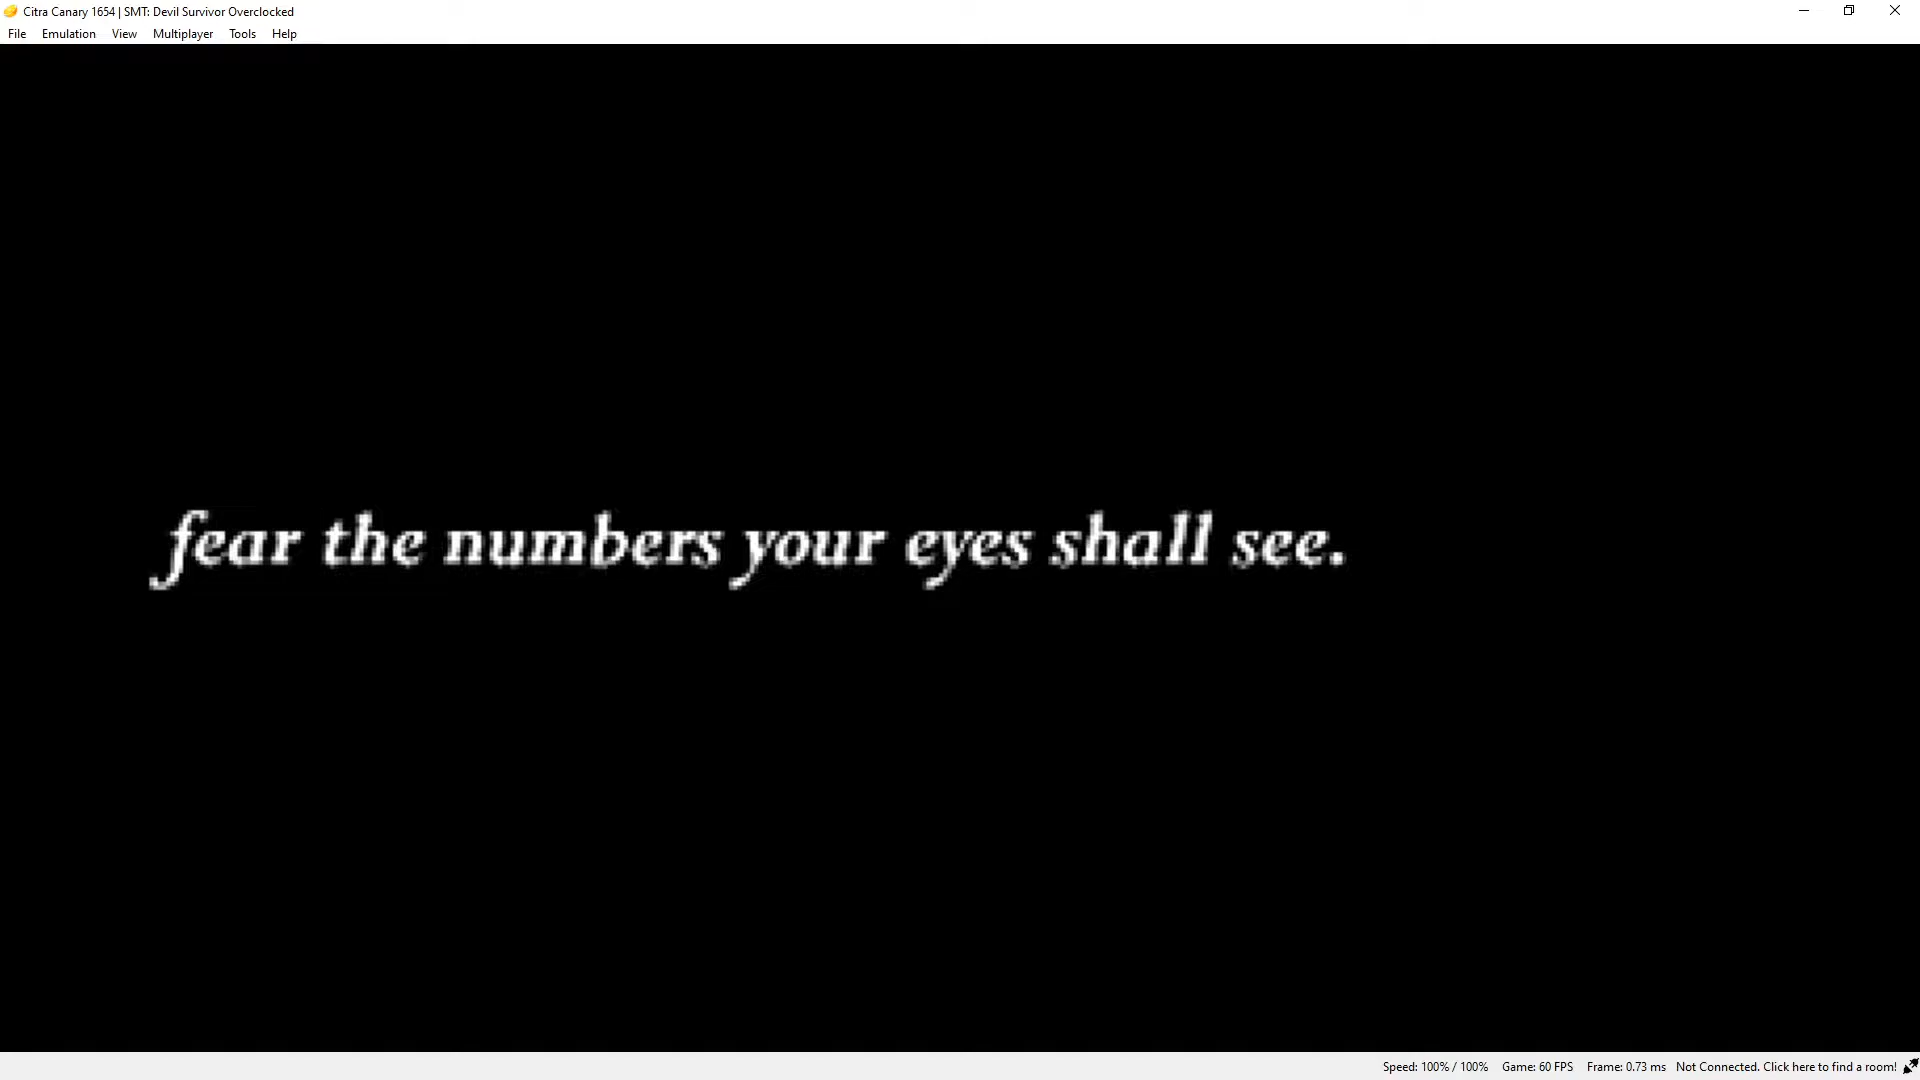 Citra Canary 1654 | SMT: Devil Survivor Overclocked
File Emulation View Multiplayer Tools Help
fear the numbers your eyes shall see.
Speed: 100% / 100% Game: 60 FPS Frame: 0.73 ms Not Connected. Click here to find a room!